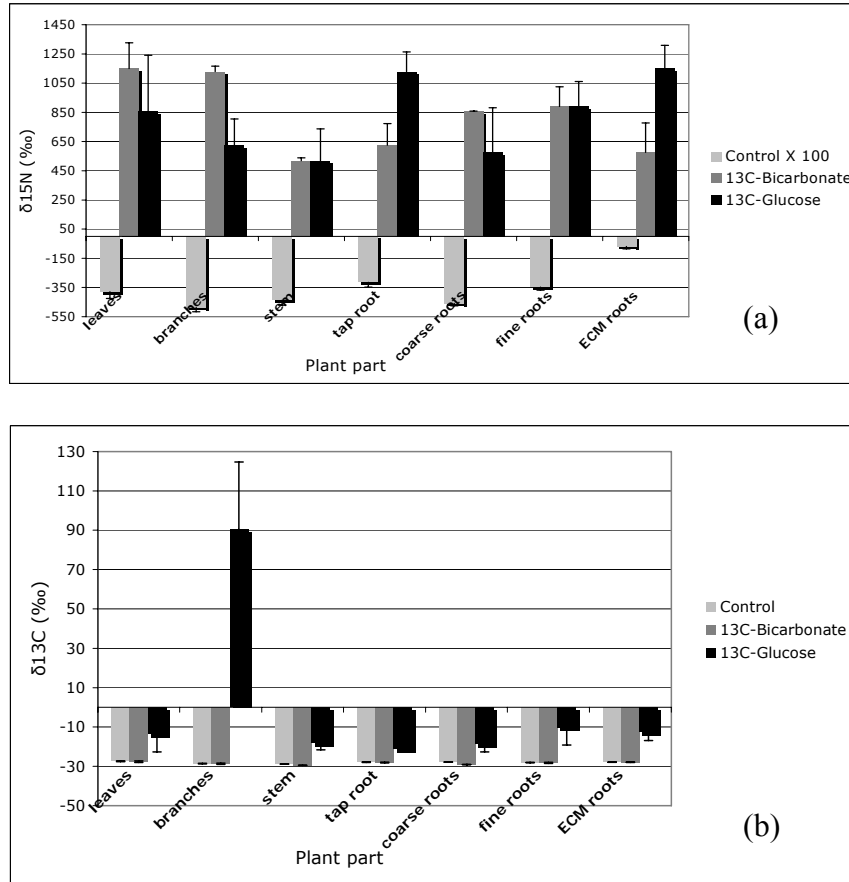 1450
1250
1050
850
650
450
250
50
-150
-350
-550
δ15N (‰)
leaves
branches
stem
tap root
coarse roots
fine roots
ECM roots
Plant part
Control X 100
13C-Bicarbonate
13C-Glucose
(a)
130
110
90
70
50
30
10
-10
-30
-50
δ13C (‰)
leaves
branches
stem
tap root
coarse roots
fine roots
ECM roots
Plant part
Control
13C-Bicarbonate
13C-Glucose
(b)